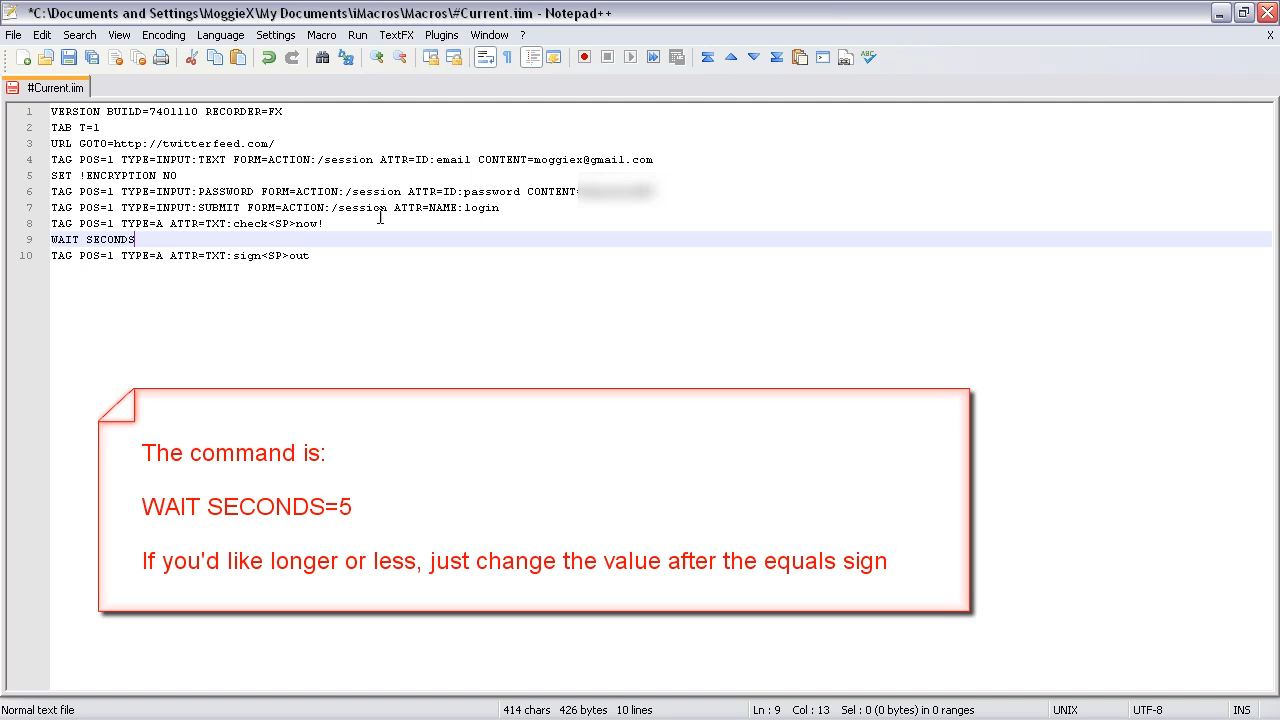 *C:\Documents and Settings\MoggieX\My Documents\iMacros\Macros\#Current.iim - Notepad++
File Edit Search View Encoding Language Settings Macro Run TextFX Plugins Window ? X
#Current.iim
1 VERSION BUILD=7401110 RECORDER=FX
2 TAB T=1
3 URL GOTO=http://twitterfeed.com/
4 TAG POS=1 TYPE=INPUT:TEXT FORM=ACTION:/session ATTR=ID:email CONTENT=moggiex@gmail.com
5 SET !ENCRYPTION NO
6 TAG POS=1 TYPE=INPUT:PASSWORD FORM=ACTION:/session ATTR=ID:password CONTENT=
7 TAG POS=1 TYPE=INPUT:SUBMIT FORM=ACTION:/session ATTR=NAME:login
8 TAG POS=1 TYPE=A ATTR=TXT:check<SP>now!
9 WAIT SECONDS
10 TAG POS=1 TYPE=A ATTR=TXT:sign<SP>out
The command is:
WAIT SECONDS=5
If you'd like longer or less, just change the value after the equals sign
Normal text file 414 chars 426 bytes 10 lines Ln : 9 Col : 13 Sel : 0 (0 bytes) in 0 ranges UNIX UTF-8 INS